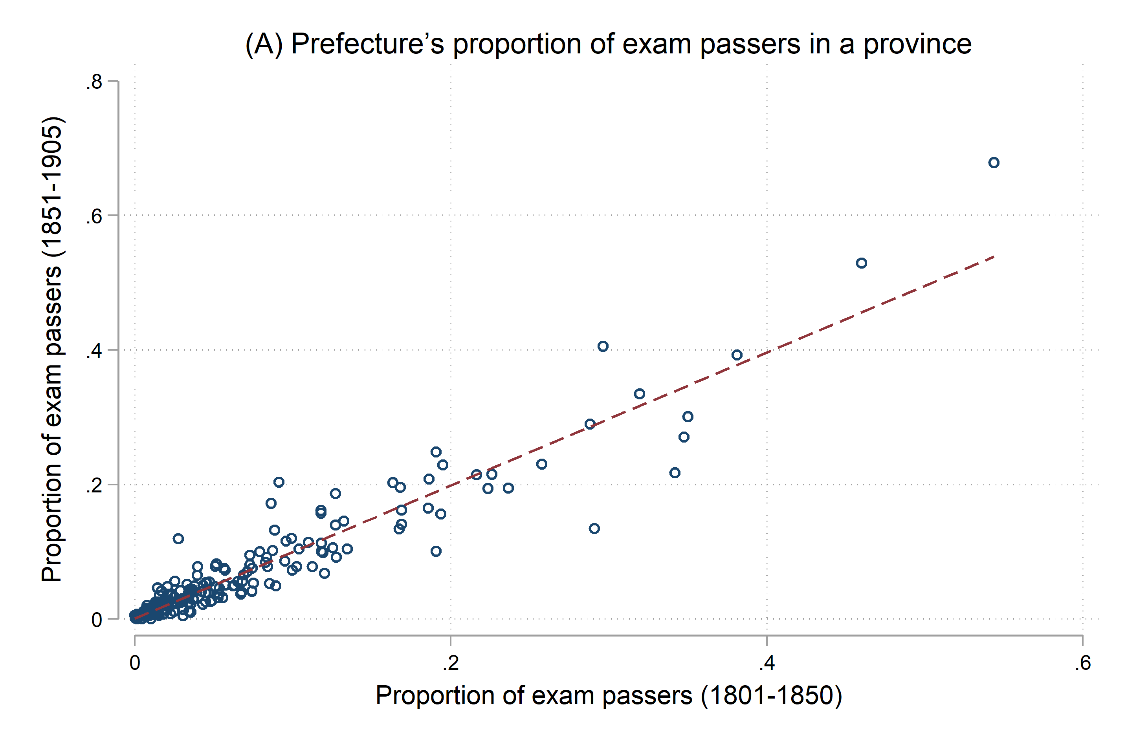 (A) Prefecture’s proportion of exam passers in a province
Proportion of exam passers (1851-1905)
.8
.6
.4
.2
0
0 .2 .4 .6
Proportion of exam passers (1801-1850)